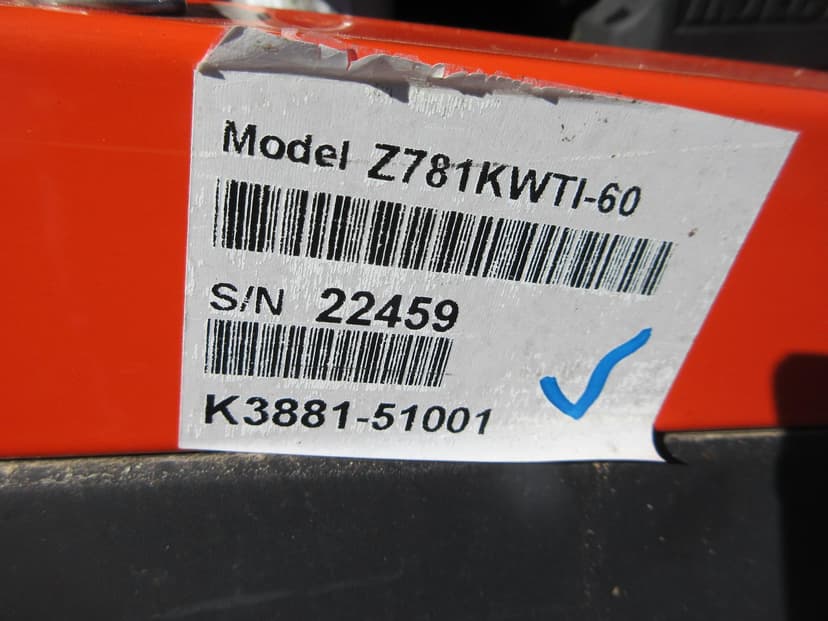 Model Z781KWTI-60
S/N 22459
K3881-51001